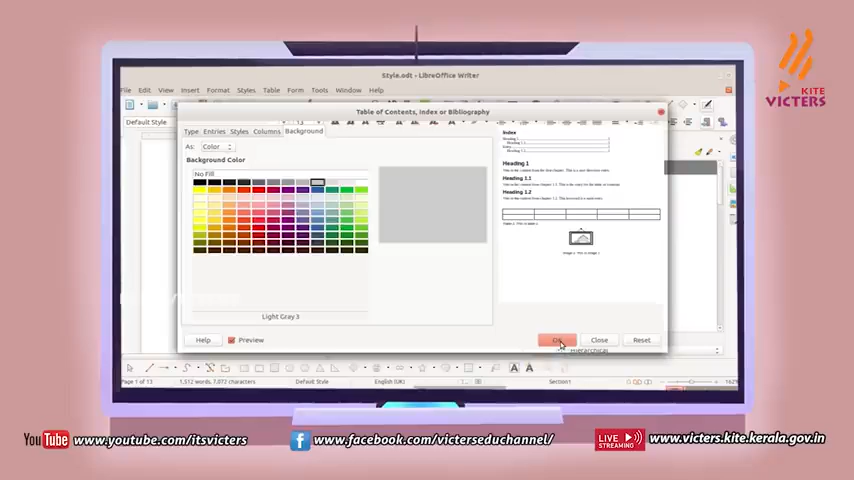 Style.odt - LibreOffice Writer
File Edit View Insert Format Styles Table Form Tools Window Help
KITE
VICTERS
Table of Contents, Index or Bibliography
Default Style
Type Entries Styles Columns Background
As: Color
Background Color
No Fill
Light Gray 3
Index
Heading 1
Heading 1.1
Heading 1.2
Help Preview OK Close Reset
Hierarchical
Page 1 of 13 1,512 words, 7,072 characters Default Style English (UK) Section1 162%
YouTube www.youtube.com/itsvicters
f www.facebook.com/victerseduchannel/
LIVE STREAMING www.victers.kite.kerala.gov.in